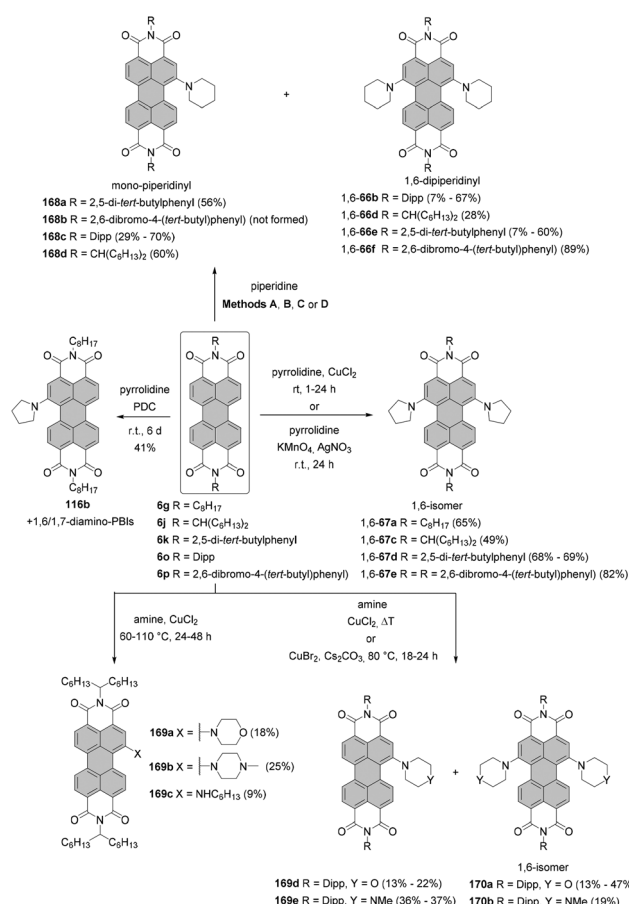 R
O N O
N
R
O N O
N N
+
O N O
R
mono-piperidinyl
O N O
R
1,6-dipiperidinyl
168a R = 2,5-di-tert-butylphenyl (56%)
168b R = 2,6-dibromo-4-(tert-butyl)phenyl) (not formed)
168c R = Dipp (29% - 70%)
168d R = CH(C6H13)2 (60%)
1,6-66b R = Dipp (7% - 67%)
1,6-66d R = CH(C6H13)2 (28%)
1,6-66e R = 2,5-di-tert-butylphenyl (7% - 60%)
1,6-66f R = 2,6-dibromo-4-(tert-butyl)phenyl (89%)
piperidine
Methods A, B, C or D
C8H17
O N O
N
O N O
C8H17
116b
+1,6/1,7-diamino-PBIs
pyrrolidine
PDC
r.t., 6 d
41%
R
O N O
O N O
R
6g R = C8H17
6j R = CH(C6H13)2
6k R = 2,5-di-tert-butylphenyl
6o R = Dipp
6p R = 2,6-dibromo-4-(tert-butyl)phenyl)
pyrrolidine, CuCl2
rt, 1-24 h
or
pyrrolidine
KMnO4, AgNO3
r.t., 24 h
R
O N O
N N
O N O
R
1,6-isomer
1,6-67a R = C8H17 (65%)
1,6-67c R = CH(C6H13)2 (49%)
1,6-67d R = 2,5-di-tert-butylphenyl (68% - 69%)
1,6-67e R = R = 2,6-dibromo-4-(tert-butyl)phenyl) (82%)
amine, CuCl2
60-110 °C, 24-48 h
amine
CuCl2, ΔT
or
CuBr2, Cs2CO3, 80 °C, 18-24 h
C6H13 C6H13
O N O
X
O N O
C6H13 C6H13
169a X = N O (18%)
169b X = N N (25%)
169c X = NHC6H13 (9%)
R
O N O
N
Y
O N O
R
+
R
O N O
Y N N Y
O N O
R
1,6-isomer
169d R = Dipp, Y = O (13% - 22%)
169e R = Dipp, Y = NMe (36% - 37%)
170a R = Dipp, Y = O (13% - 47%
170b R = Dipp, Y = NMe (19%)